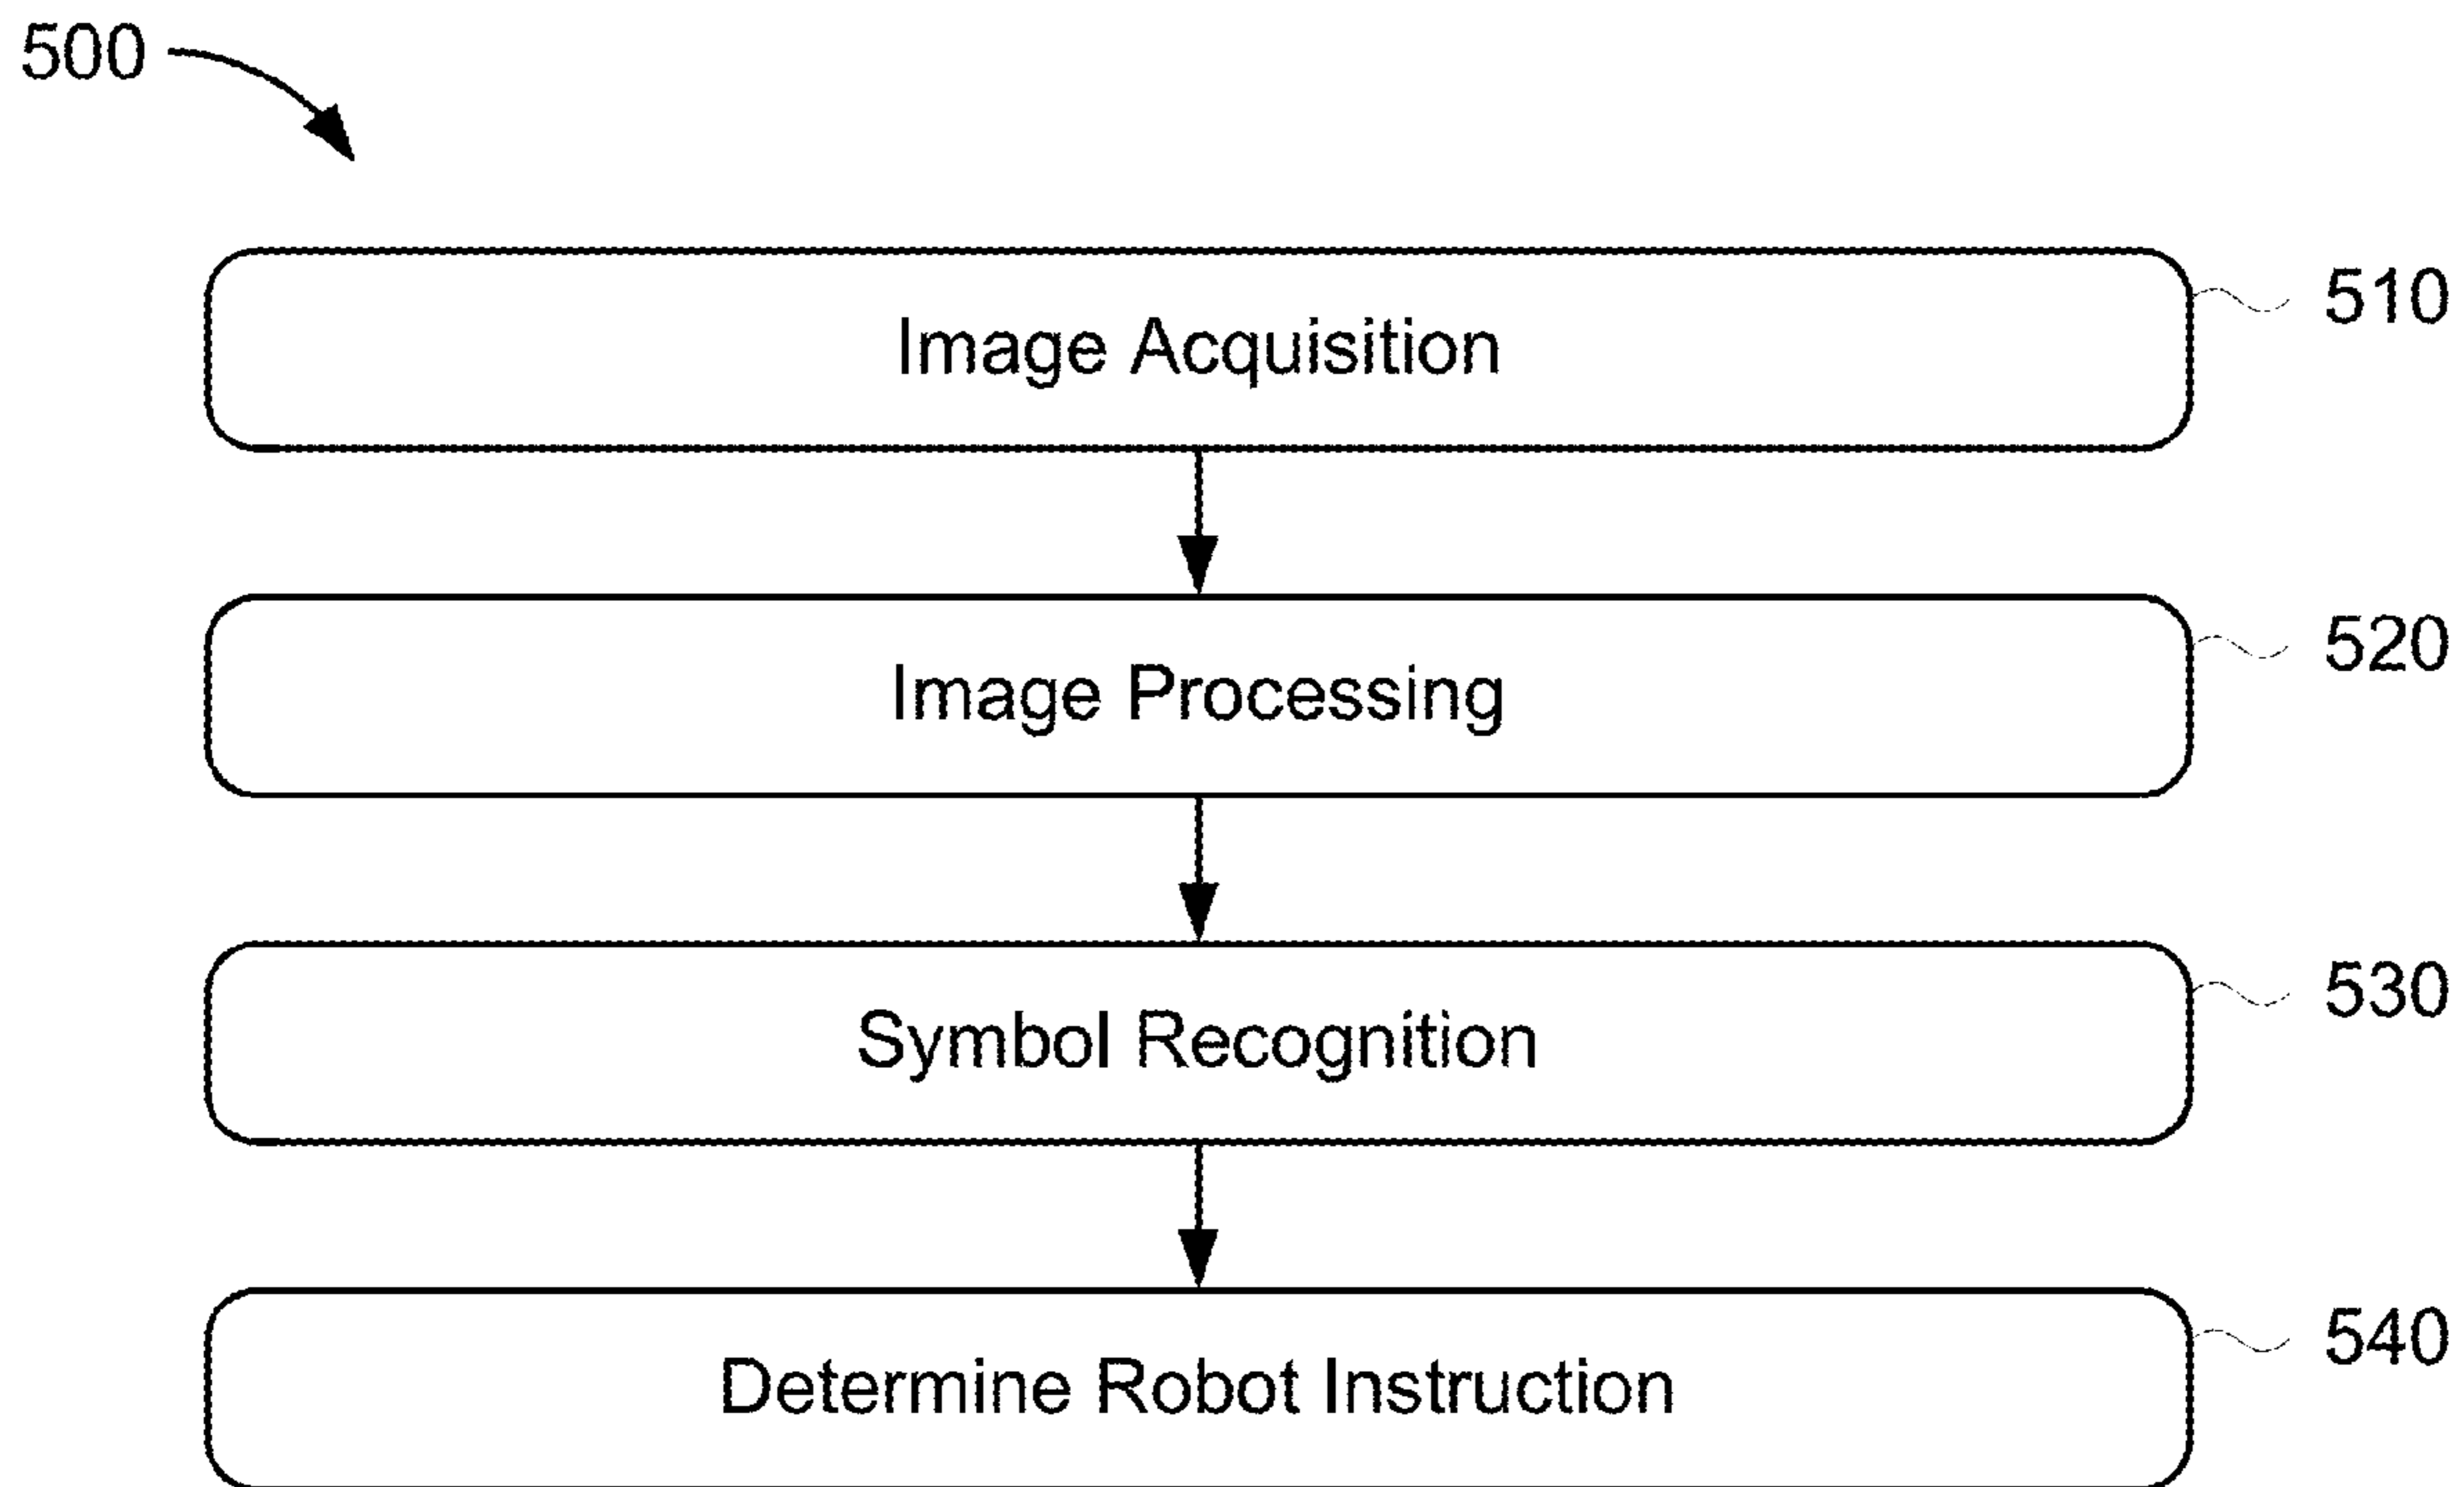 500
Image Acquisition
510
Image Processing
520
Symbol Recognition
530
Determine Robot Instruction
540